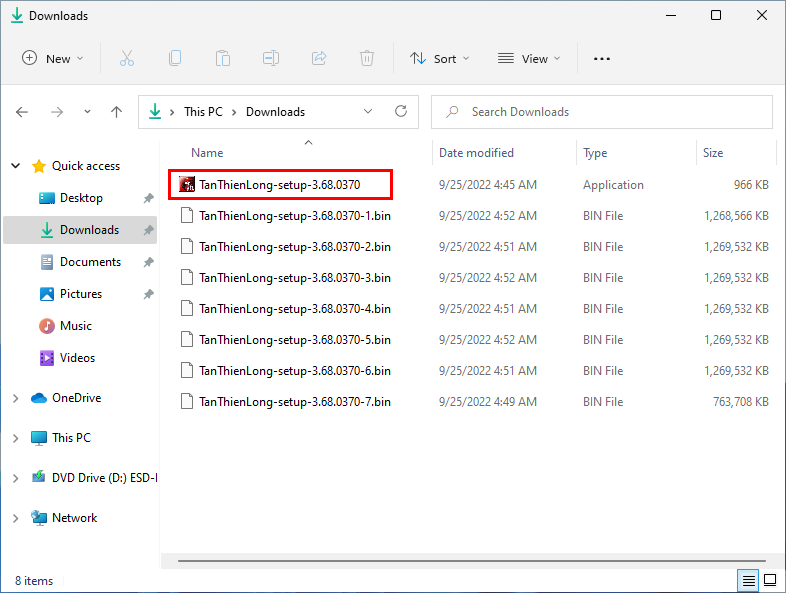 Downloads
New
Sort
View
This PC
Downloads
Search Downloads
Name
Date modified
Type
Size
Quick access
Desktop
Downloads
Documents
Pictures
Music
Videos
OneDrive
This PC
DVD Drive (D:) ESD-I
Network
TanThienLong-setup-3.68.0370 9/25/2022 4:45 AM Application 966 KB
TanThienLong-setup-3.68.0370-1.bin 9/25/2022 4:52 AM BIN File 1,268,566 KB
TanThienLong-setup-3.68.0370-2.bin 9/25/2022 4:51 AM BIN File 1,269,532 KB
TanThienLong-setup-3.68.0370-3.bin 9/25/2022 4:52 AM BIN File 1,269,532 KB
TanThienLong-setup-3.68.0370-4.bin 9/25/2022 4:51 AM BIN File 1,269,532 KB
TanThienLong-setup-3.68.0370-5.bin 9/25/2022 4:52 AM BIN File 1,269,532 KB
TanThienLong-setup-3.68.0370-6.bin 9/25/2022 4:51 AM BIN File 1,269,532 KB
TanThienLong-setup-3.68.0370-7.bin 9/25/2022 4:49 AM BIN File 763,708 KB
8 items